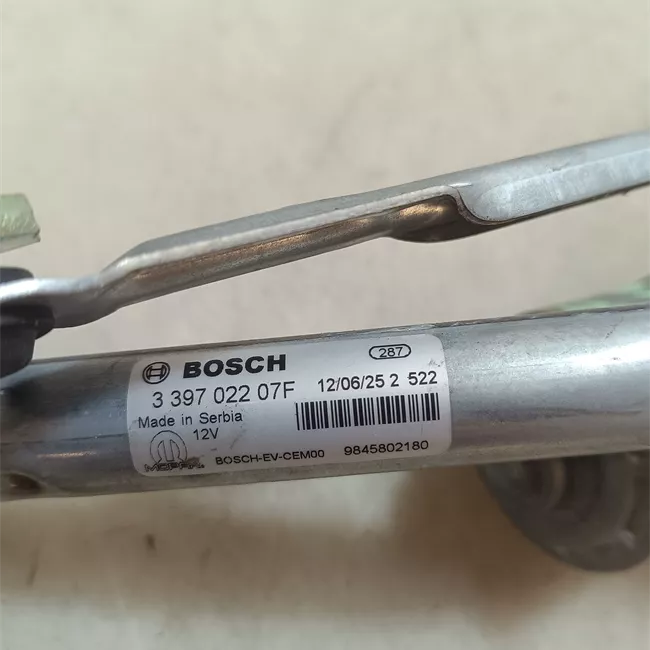 BOSCH
287
3 397 022 07F
12/06/25 2 522
Made in Serbia
12V
MOPAR
BOSCH-EV-CEM00
9845802180